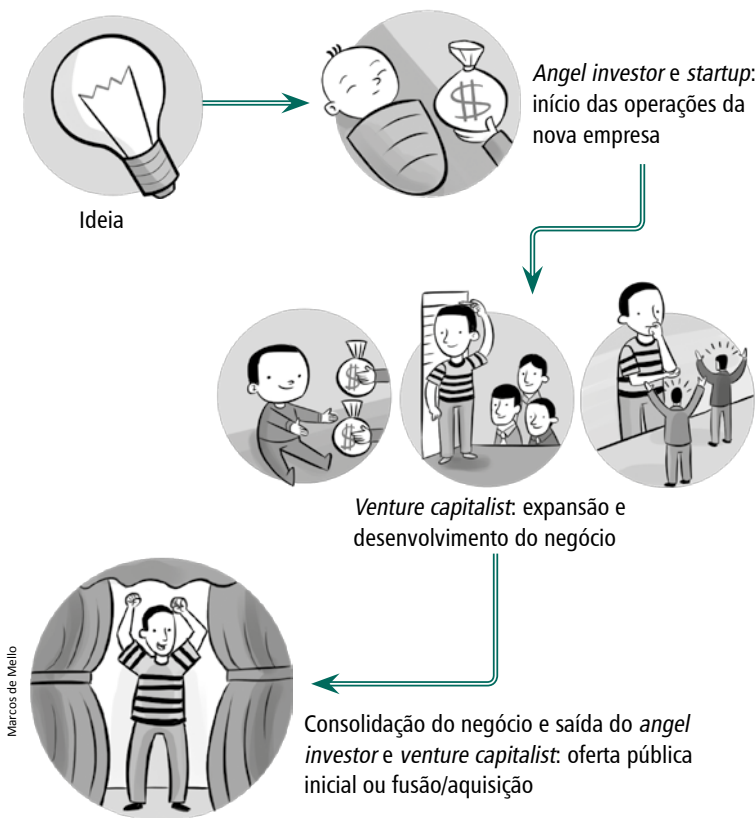 Ideia
Angel investor e startup:
início das operações da
nova empresa
$
$
$
Venture capitalist: expansão e
desenvolvimento do negócio
Marcos de Mello
Consolidação do negócio e saída do angel
investor e venture capitalist: oferta pública
inicial ou fusão/aquisição